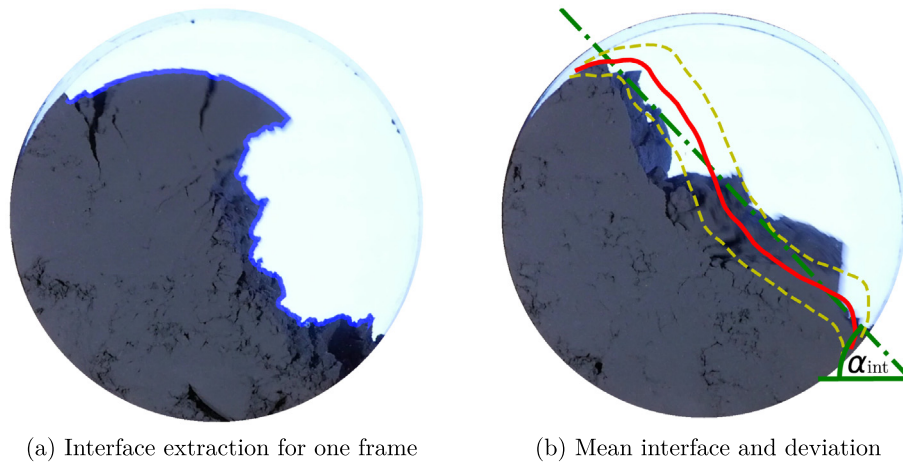 α_int
(a) Interface extraction for one frame
(b) Mean interface and deviation